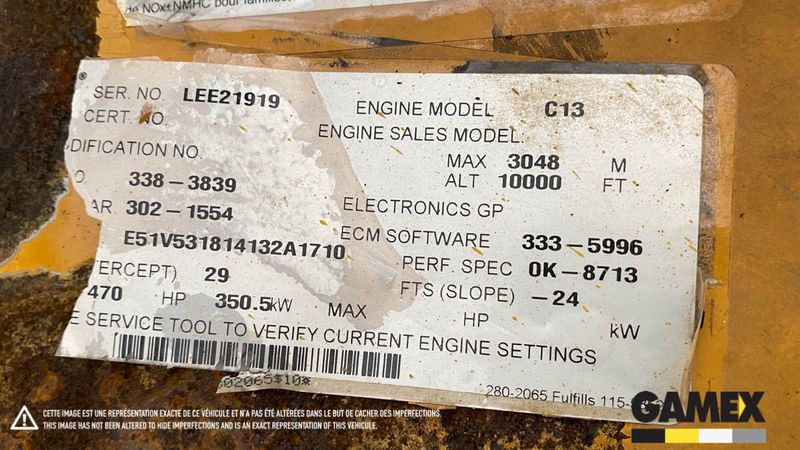 de NOx+NMHC pour
SER. NO. LEE21919
ENGINE MODEL C13
CERT. NO.
ENGINE SALES MODEL:
DIFICATION NO.
MAX 3048 M
O. 338-3839
ALT 10000 FT
AR. 302-1554
ELECTRONICS GP
E51V531814132A1710
ECM SOFTWARE 333-5996
TERCEPT) 29
PERF. SPEC 0K-8713
FTS (SLOPE) -24
470 HP 350.5kW MAX HP kW
E SERVICE TOOL TO VERIFY CURRENT ENGINE SETTINGS
02065$10*
280-2065 Fulfills 115-
GAMEX
CETTE IMAGE EST UNE REPRÉSENTATION EXACTE DE CE VÉHICULE ET N'A PAS ÉTÉ ALTÉRÉES DANS LE BUT DE CACHER DES IMPERFECTIONS.
THIS IMAGE HAS NOT BEEN ALTERED TO HIDE IMPERFECTIONS AND IS AN EXACT REPRESENTATION OF THIS VEHICLE.